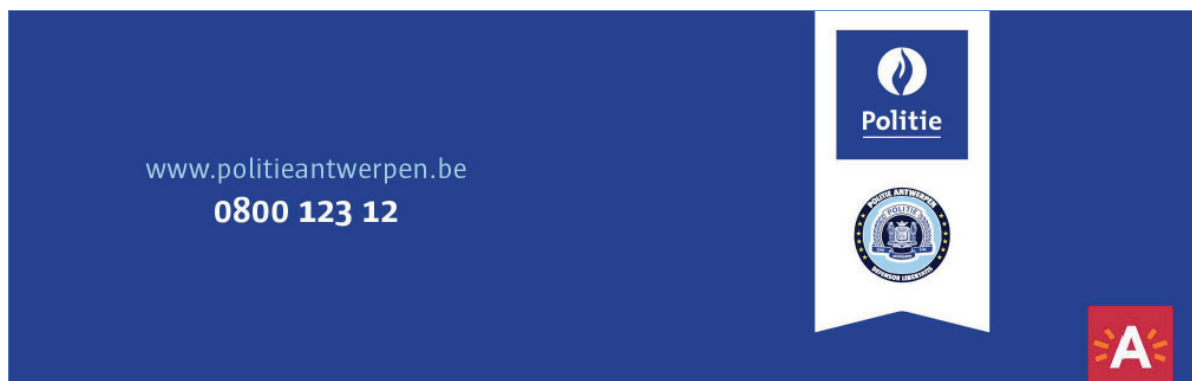 www.politieantwerpen.be
0800 123 12
Politie
POLITIE ANTWERPEN
POLITIE
DEFENSOR LIBERTATIS
A